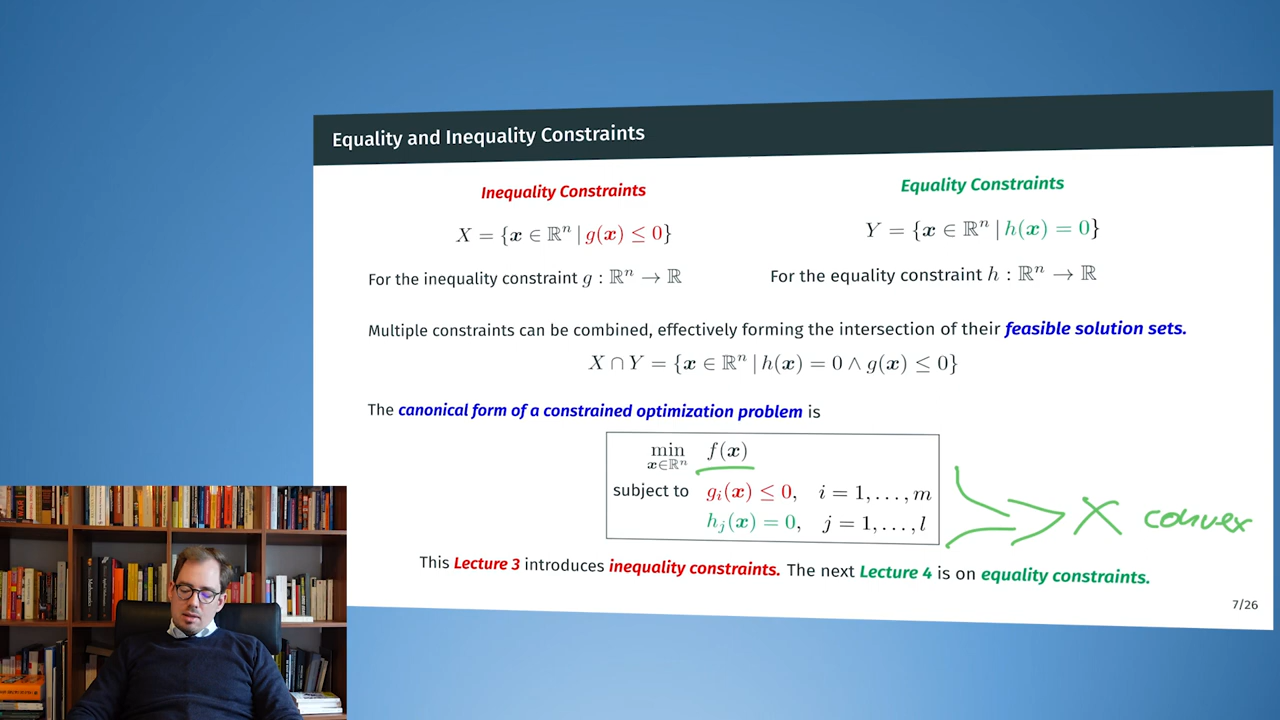 Equality and Inequality Constraints
Inequality Constraints
X = {x ∈ ℝⁿ | g(x) ≤ 0}
For the inequality constraint g : ℝⁿ → ℝ
Equality Constraints
Y = {x ∈ ℝⁿ | h(x) = 0}
For the equality constraint h : ℝⁿ → ℝ
Multiple constraints can be combined, effectively forming the intersection of their feasible solution sets.
X ∩ Y = {x ∈ ℝⁿ | h(x) = 0 ∧ g(x) ≤ 0}
The canonical form of a constrained optimization problem is
min x∈ℝⁿ f(x)
subject to gᵢ(x) ≤ 0, i = 1, . . . , m
hⱼ(x) = 0, j = 1, . . . , l
X convex
This Lecture 3 introduces inequality constraints. The next Lecture 4 is on equality constraints.
7/26